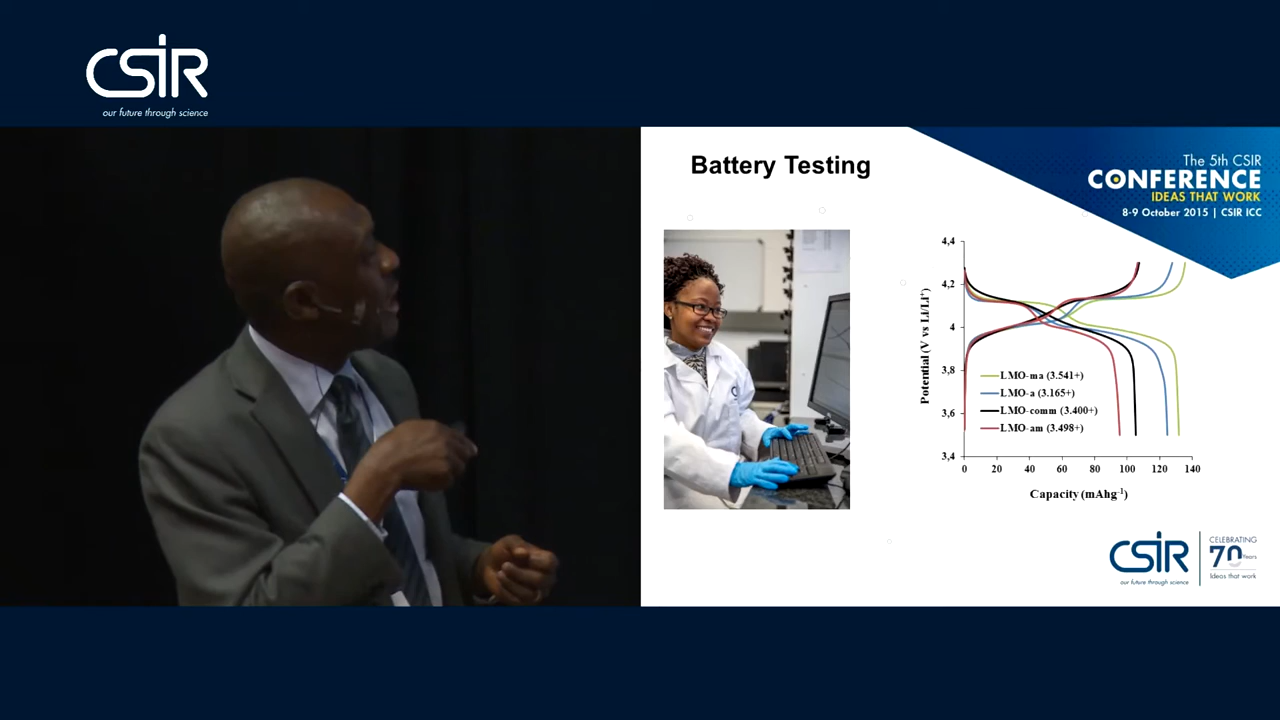 CSIR
our future through science
Battery Testing
The 5th CSIR
CONFERENCE
IDEAS THAT WORK
8-9 October 2015 | CSIR ICC
4,4
4,2
4
3,8
3,6
3,4
Potential (V vs Li/Li⁺)
LMO-ma (3.541+)
LMO-a (3.165+)
LMO-comm (3.400+)
LMO-am (3.498+)
0 20 40 60 80 100 120 140
Capacity (mAhg⁻¹)
CSIR
our future through science
CELEBRATING
70 Years
Ideas that work